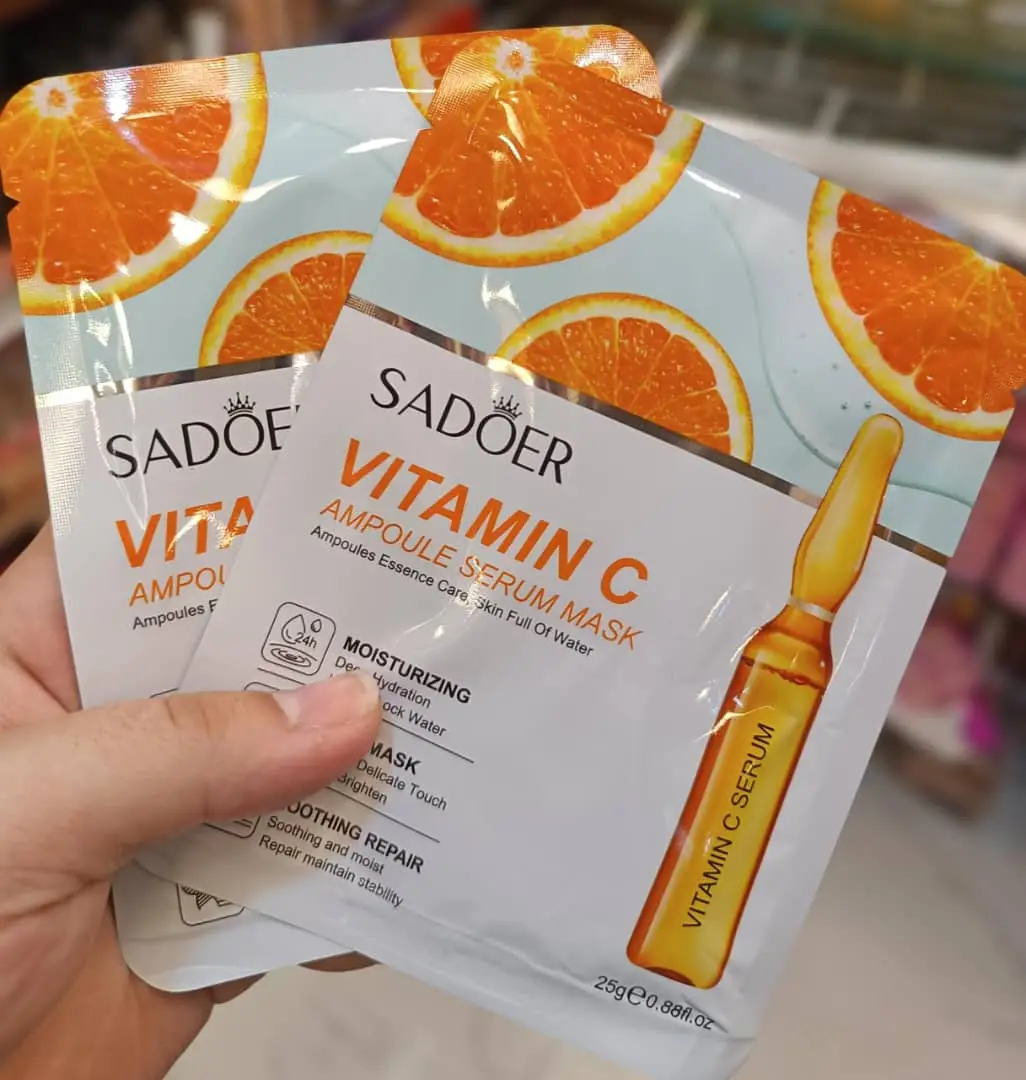 SADOER
VITAMIN C
AMPOULE SERUM MASK
Ampoules Essence Care, Skin Full Of Water
24h
MOISTURIZING
Hydration
Lock Water
MASK
Delicate Touch
Brighten
SOOTHING REPAIR
Soothing and moist
Repair maintain stability
VITAMIN C SERUM
25g℮0.88fl.oz
SADOE
VITA
AMPOU
Ampoules E